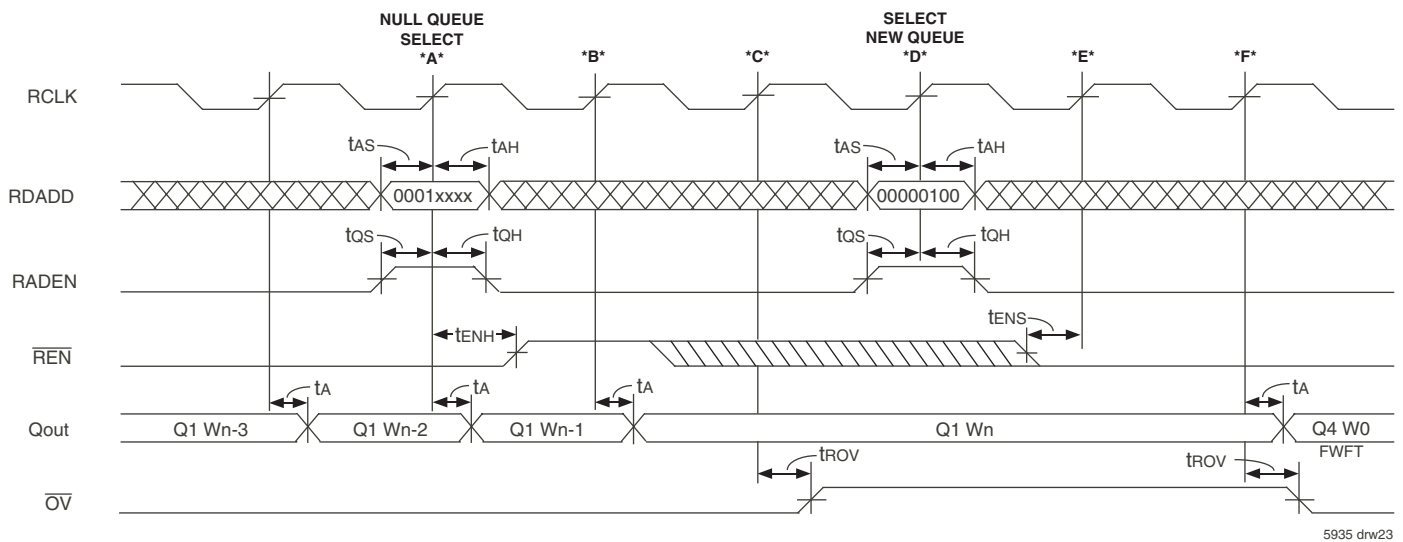 NULL QUEUE
SELECT
*A*
*B*
*C*
SELECT
NEW QUEUE
*D*
*E*
*F*
RCLK
tAS
tAH
tAS
tAH
RDADD
0001xxxx
00000100
tQS
tQH
tQS
tQH
RADEN
tENH
tENS
REN
tA
tA
tA
tA
Qout
Q1 Wn-3
Q1 Wn-2
Q1 Wn-1
Q1 Wn
Q4 W0
FWFT
tROV
tROV
OV
5935 drw23